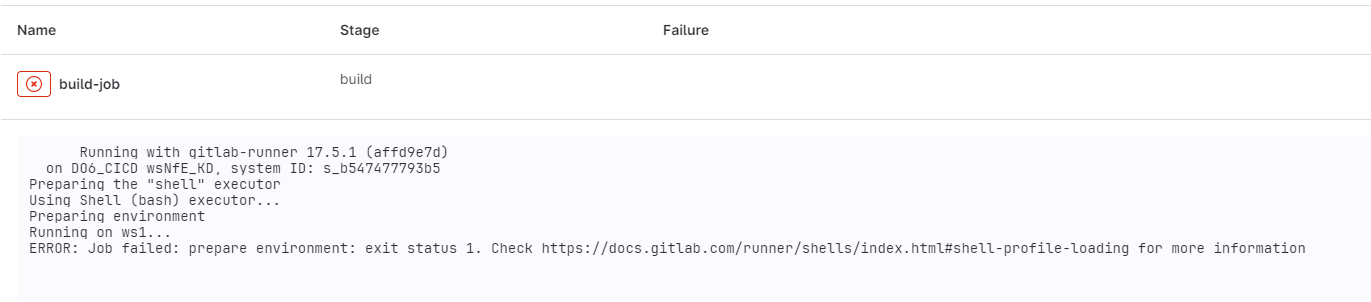 Name Stage Failure
build-job build
Running with gitlab-runner 17.5.1 (affd9e7d)
on DO6_CICD wsNfE_KD, system ID: s_b547477793b5
Preparing the "shell" executor
Using Shell (bash) executor...
Preparing environment
Running on ws1...
ERROR: Job failed: prepare environment: exit status 1. Check https://docs.gitlab.com/runner/shells/index.html#shell-profile-loading for more information